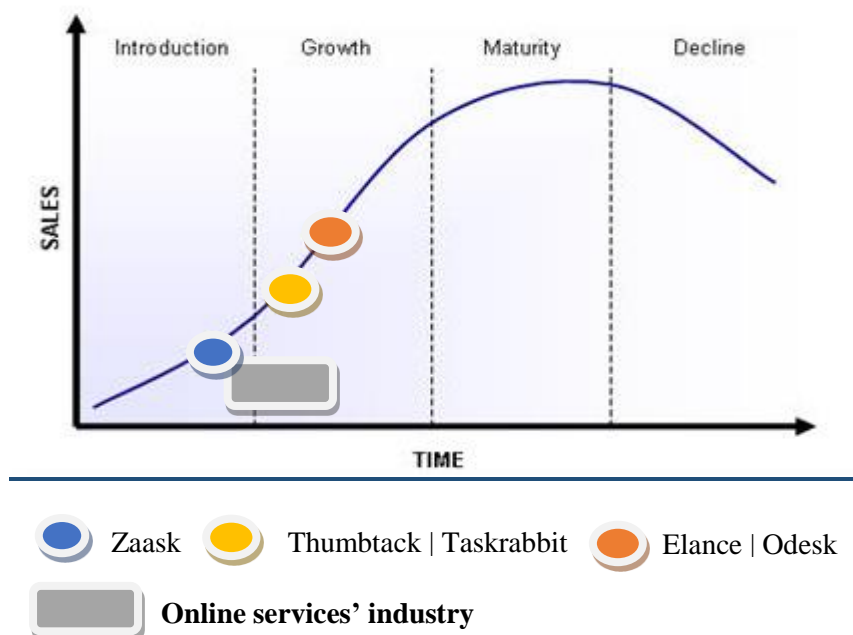 Introduction Growth Maturity Decline
SALES
TIME
Zaask Thumbtack | Taskrabbit Elance | Odesk
Online services’ industry